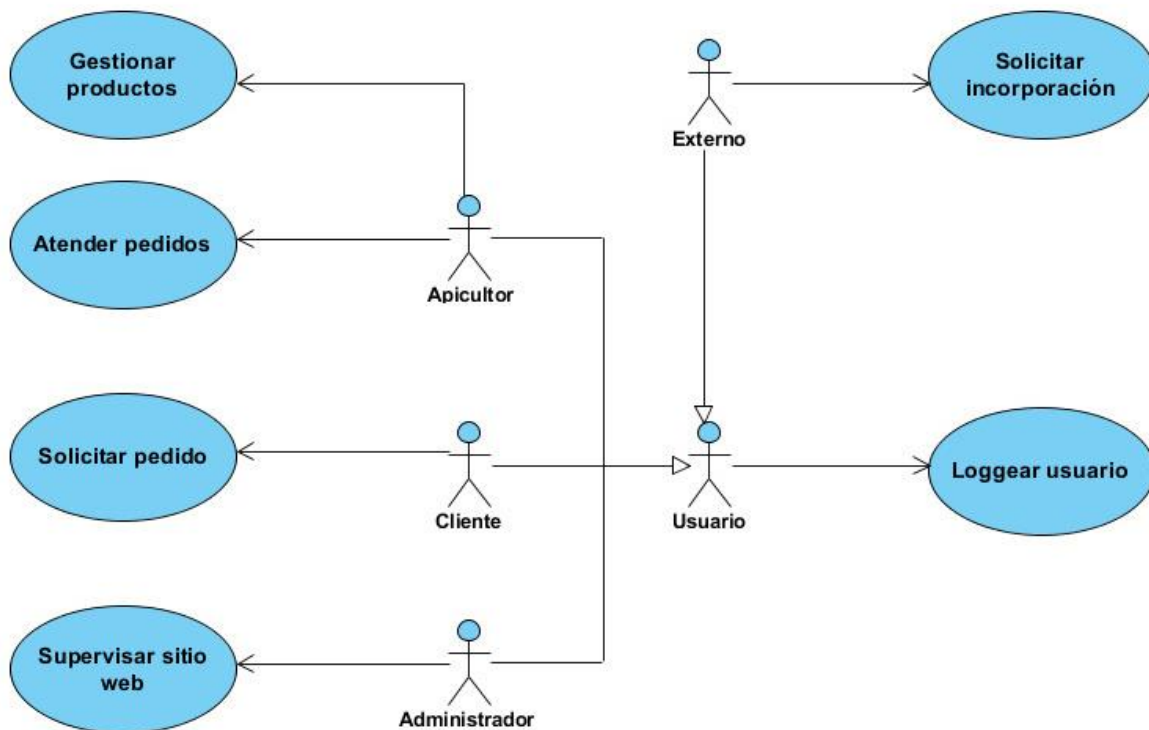 Gestionar
productos
Solicitar
incorporación
Externo
Atender pedidos
Apicultor
Solicitar pedido
Cliente
Usuario
Loggear usuario
Supervisar sitio
web
Administrador